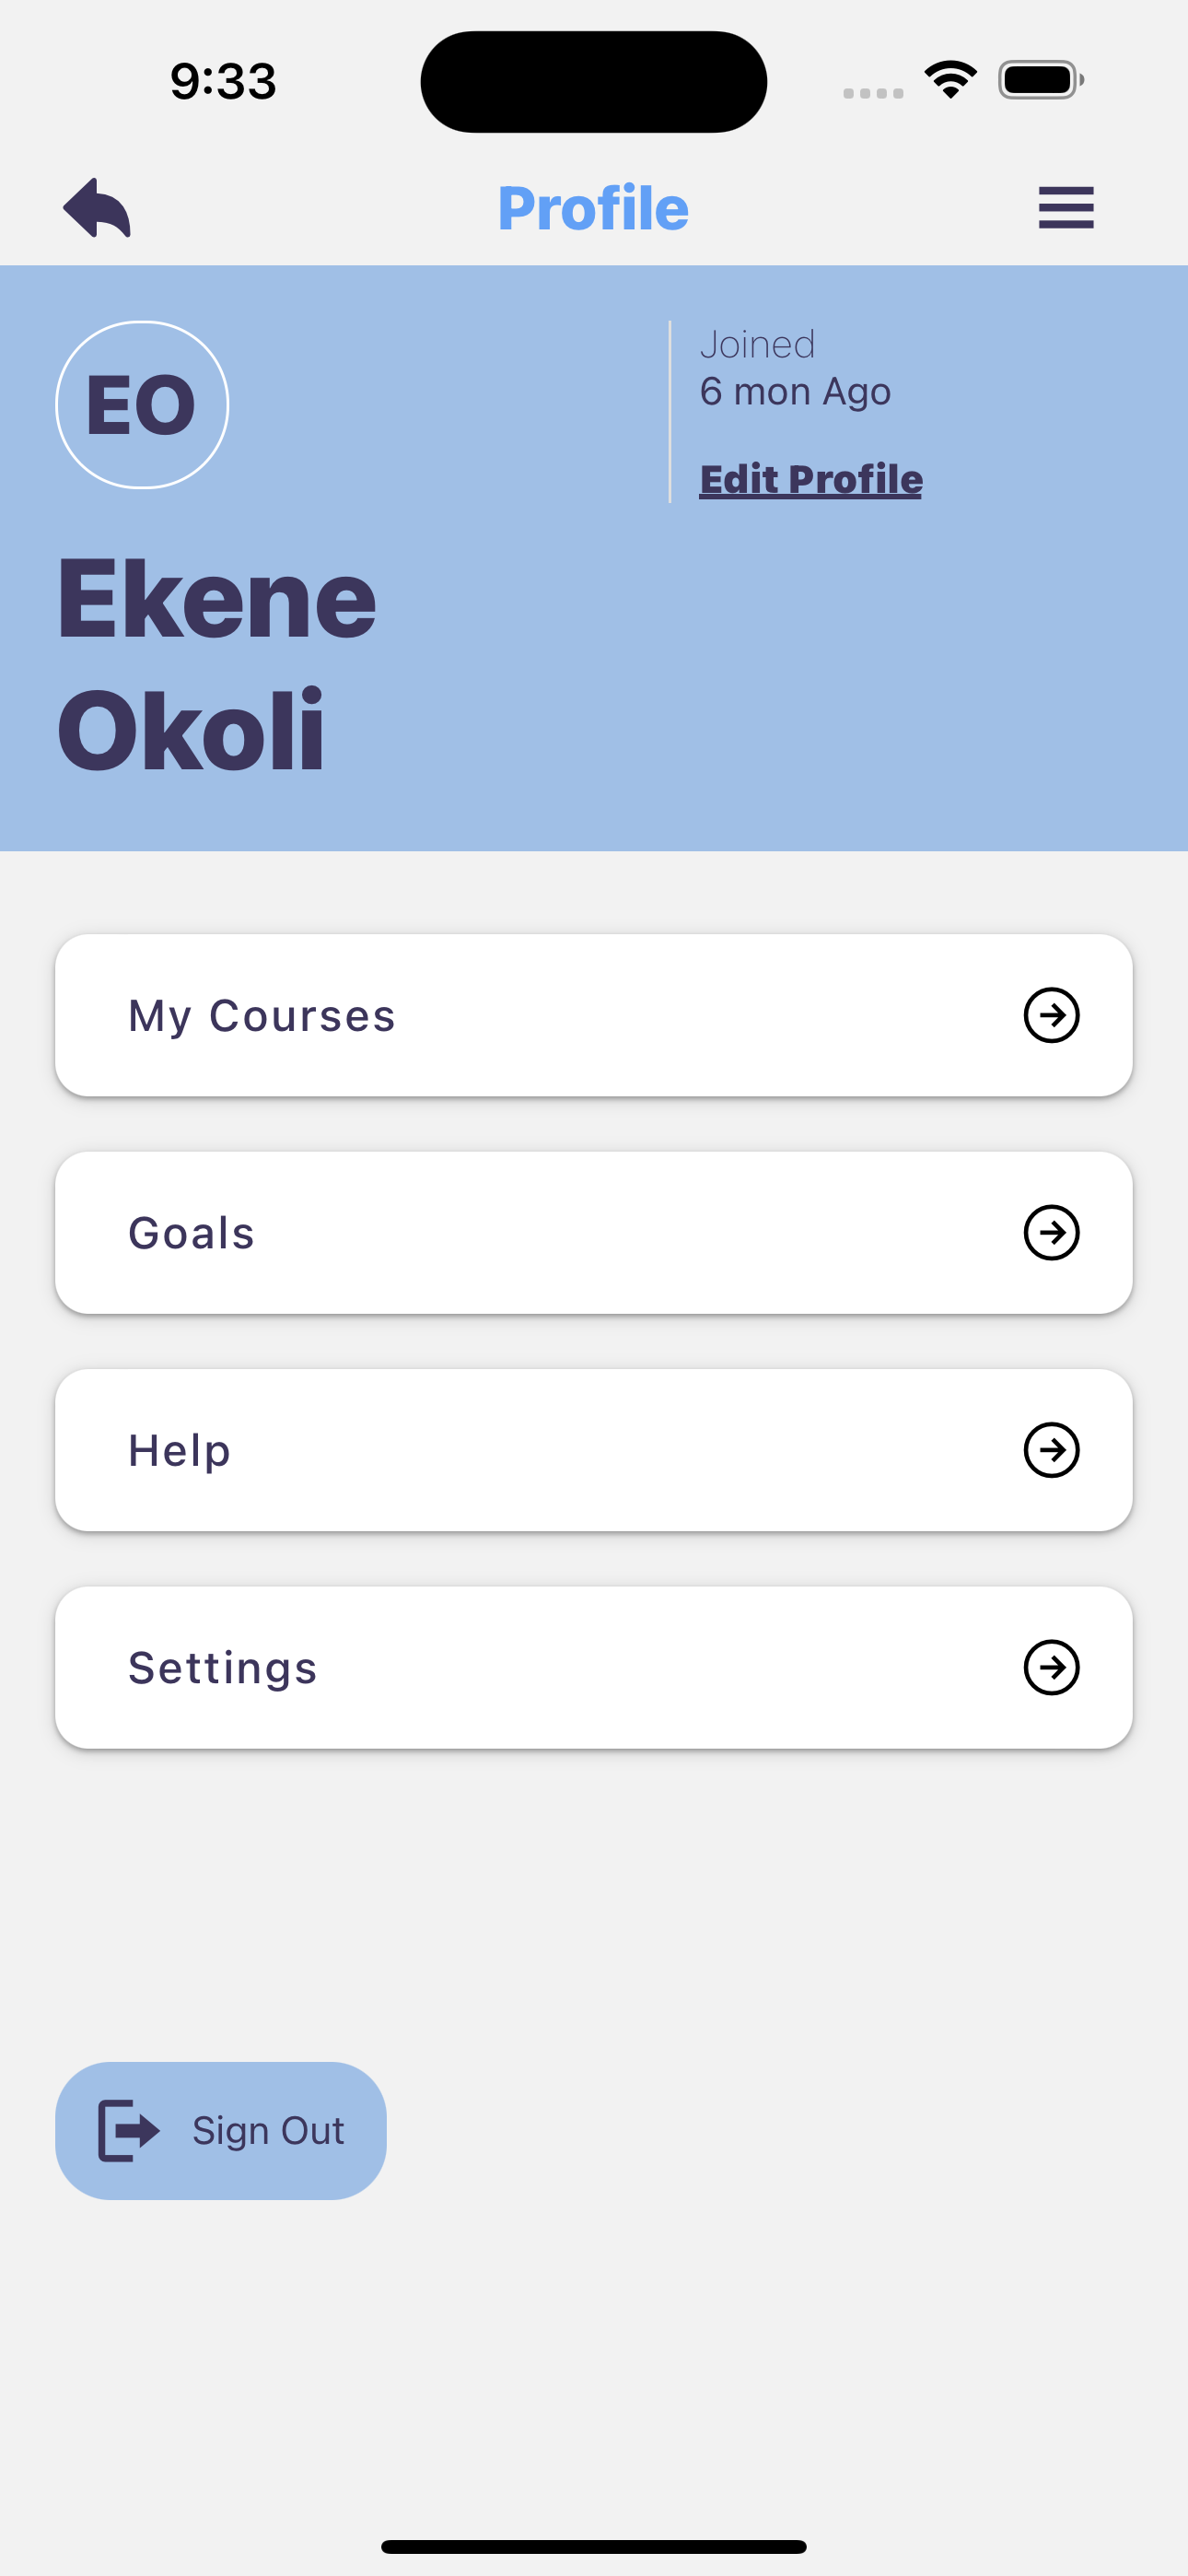 9:33
Profile
EO
Joined
6 mon Ago
Edit Profile
Ekene
Okoli
My Courses
Goals
Help
Settings
Sign Out